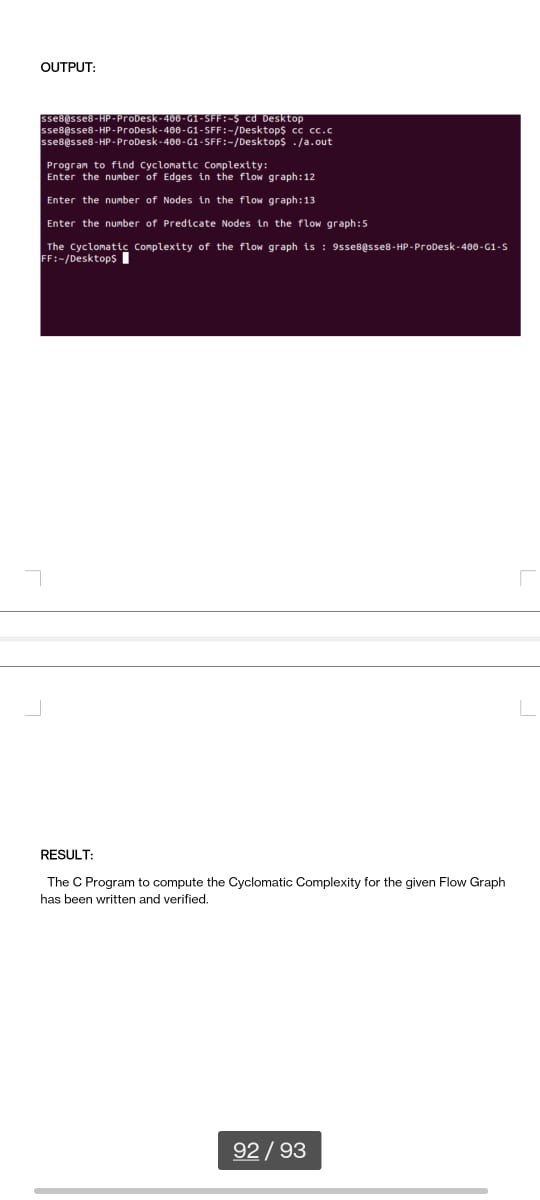 OUTPUT:
sse8@sse8-HP-ProDesk-400-G1-SFF:~$ cd Desktop
sse8@sse8-HP-ProDesk-400-G1-SFF:~/Desktop$ cc cc.c
sse8@sse8-HP-ProDesk-400-G1-SFF:~/Desktop$ ./a.out
Program to find Cyclomatic Complexity:
Enter the number of Edges in the flow graph:12
Enter the number of Nodes in the flow graph:13
Enter the number of Predicate Nodes in the flow graph:5
The Cyclomatic Complexity of the flow graph is : 9sse8@sse8-HP-ProDesk-400-G1-S
FF:~/Desktop$
RESULT:
The C Program to compute the Cyclomatic Complexity for the given Flow Graph
has been written and verified.
92 / 93